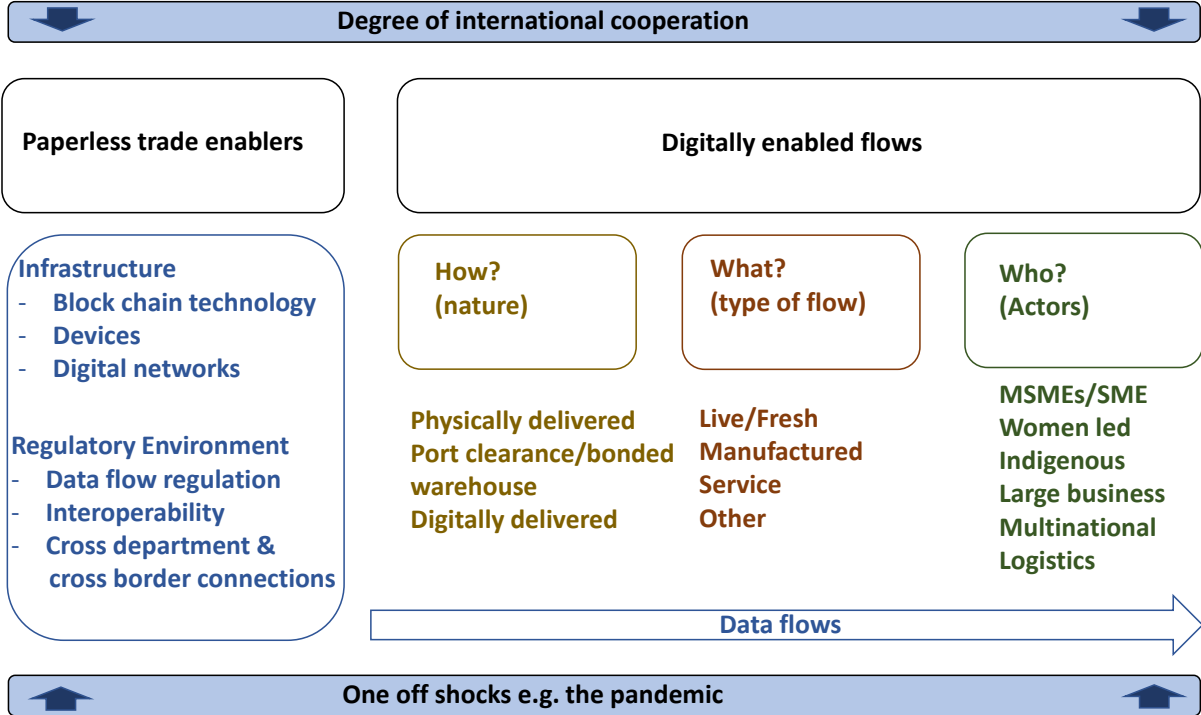 Degree of international cooperation
Paperless trade enablers
Digitally enabled flows
Infrastructure
- Block chain technology
- Devices
- Digital networks
Regulatory Environment
- Data flow regulation
- Interoperability
- Cross department &
cross border connections
How?
(nature)
Physically delivered
Port clearance/bonded
warehouse
Digitally delivered
What?
(type of flow)
Live/Fresh
Manufactured
Service
Other
Who?
(Actors)
MSMEs/SME
Women led
Indigenous
Large business
Multinational
Logistics
Data flows
One off shocks e.g. the pandemic